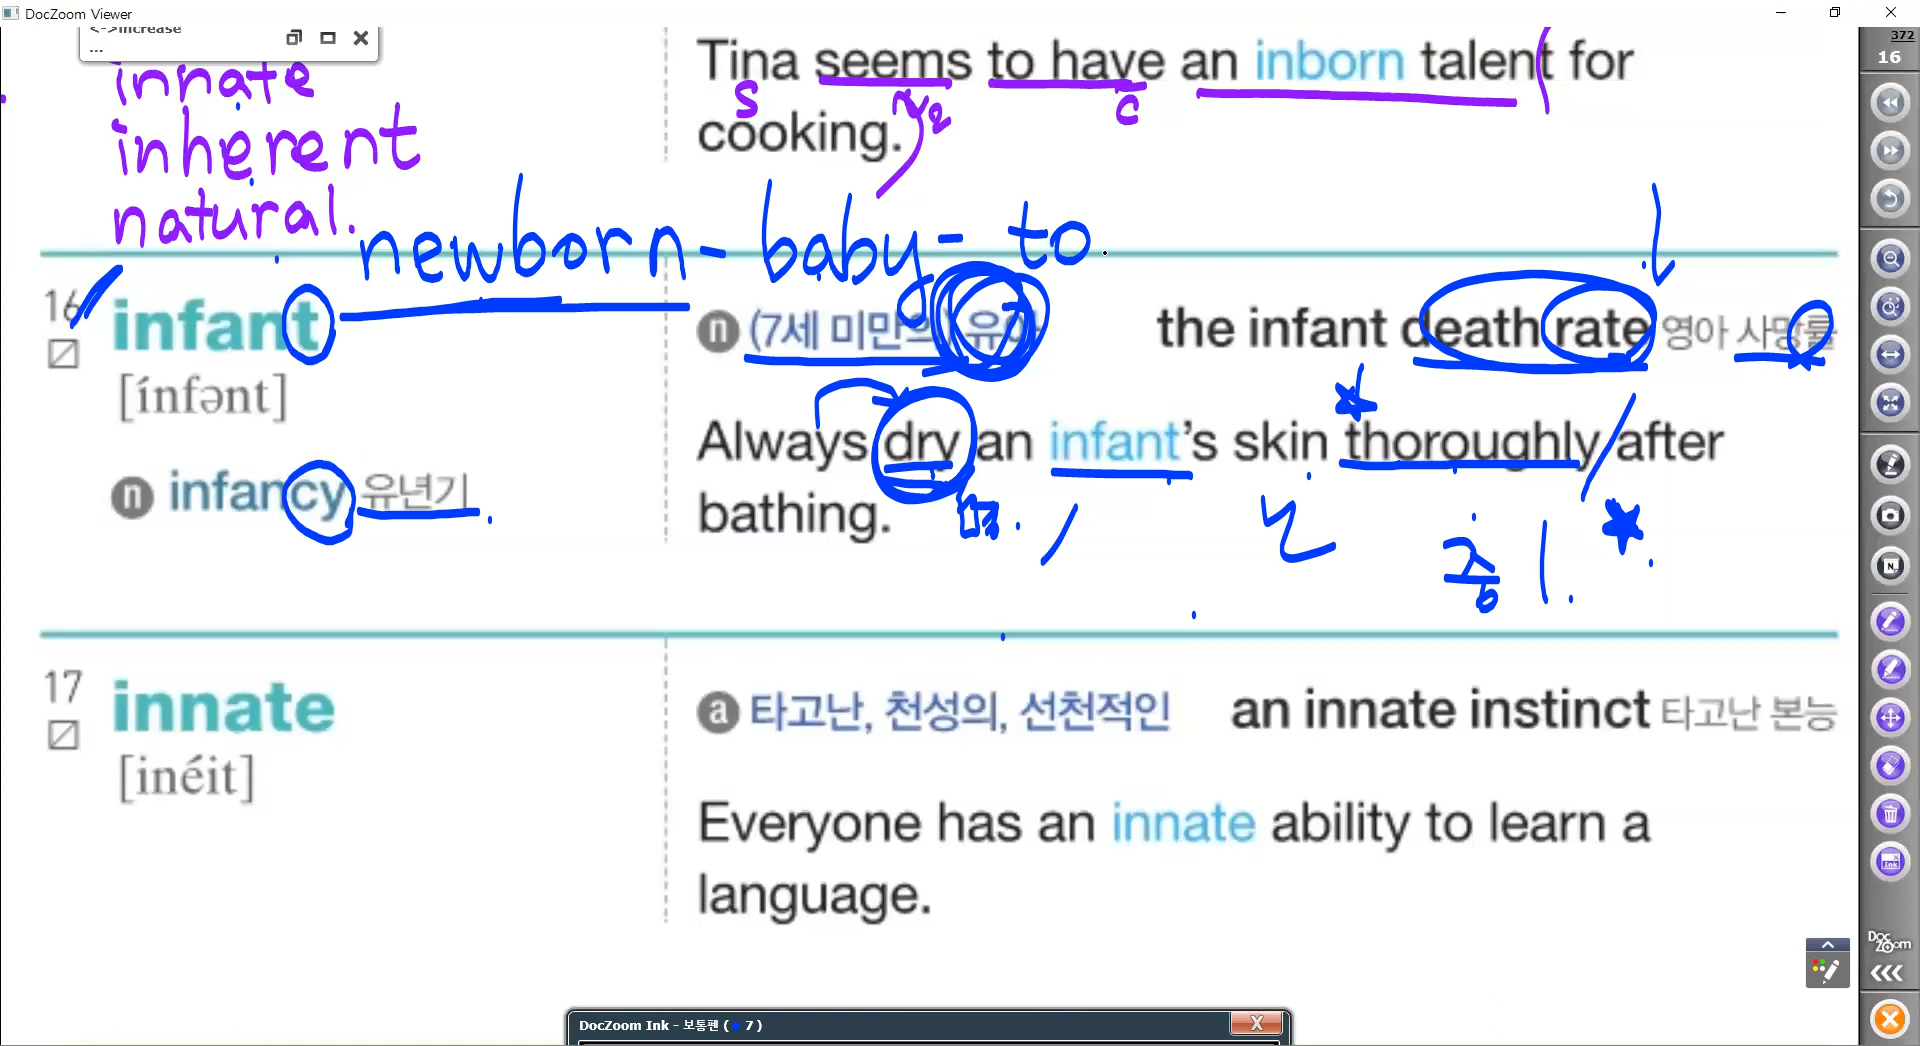 DocZoom Viewer
<->increase
...
372
16
innate
inherent
natural.
Tina seems to have an inborn talent for
S
c
cooking.
newborn - baby - to
16
infant
[ínfənt]
n infancy 유년기
n (7세 미만의) 유아
the infant death rate 영아 사망률
Always dry an infant's skin thoroughly after
bathing.
17
innate
[inéit]
a 타고난, 천성의, 선천적인
an innate instinct 타고난 본능
Everyone has an innate ability to learn a
language.
DocZoom
DocZoom Ink - 보통펜 ( 7 )